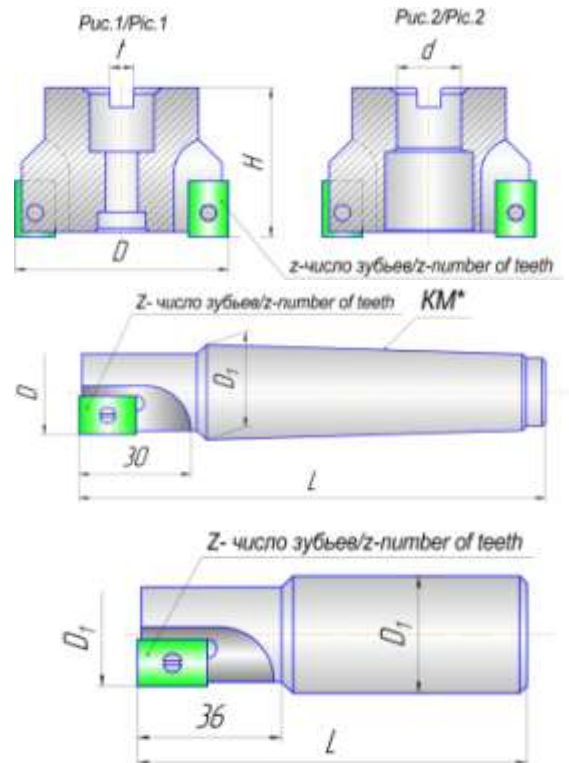 Рис.1/Pic.1
Рис.2/Pic.2
t
d
H
D
z-число зубьев/z-number of teeth
Z- число зубьев/z-number of teeth
КМ*
D
D1
30
L
Z- число зубьев/z-number of teeth
D1
D1
36
L